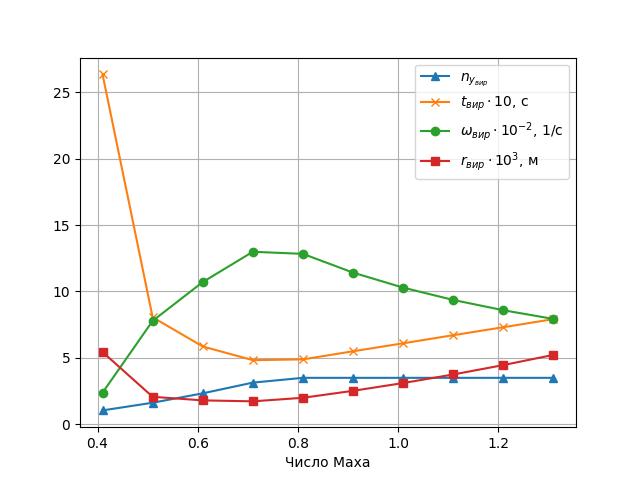 25
20
15
10
5
0
0.4 0.6 0.8 1.0 1.2
Число Маха
n_{y_{вир}}
t_{вир} · 10, с
ω_{вир} · 10^{-2}, 1/с
r_{вир} · 10^{3}, м